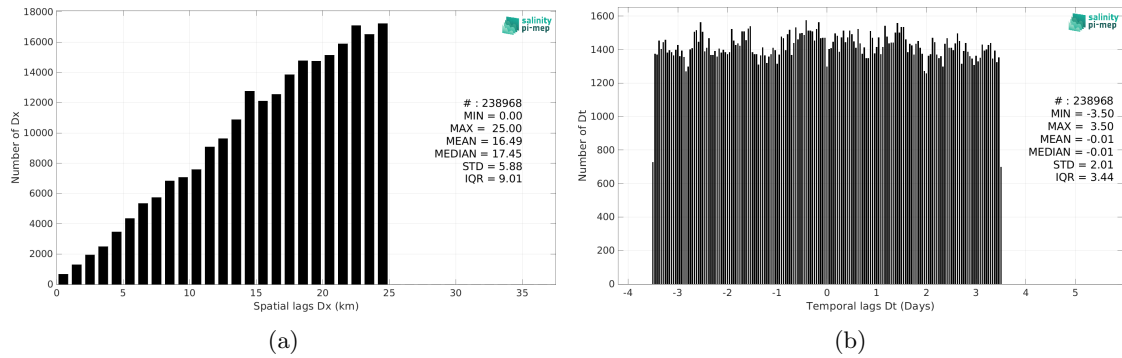 18000
16000
14000
12000
10000
8000
6000
4000
2000
0
Number of Dx
salinity
pi-mep
# : 238968
MIN = 0.00
MAX = 25.00
MEAN = 16.49
MEDIAN = 17.45
STD = 5.88
IQR = 9.01
0 5 10 15 20 25 30 35
Spatial lags Dx (km)
(a)
1600
1400
1200
1000
800
600
400
200
0
Number of Dt
salinity
pi-mep
# : 238968
MIN = -3.50
MAX = 3.50
MEAN = -0.01
MEDIAN = -0.01
STD = 2.01
IQR = 3.44
-4 -3 -2 -1 0 1 2 3 4 5
Temporal lags Dt (Days)
(b)